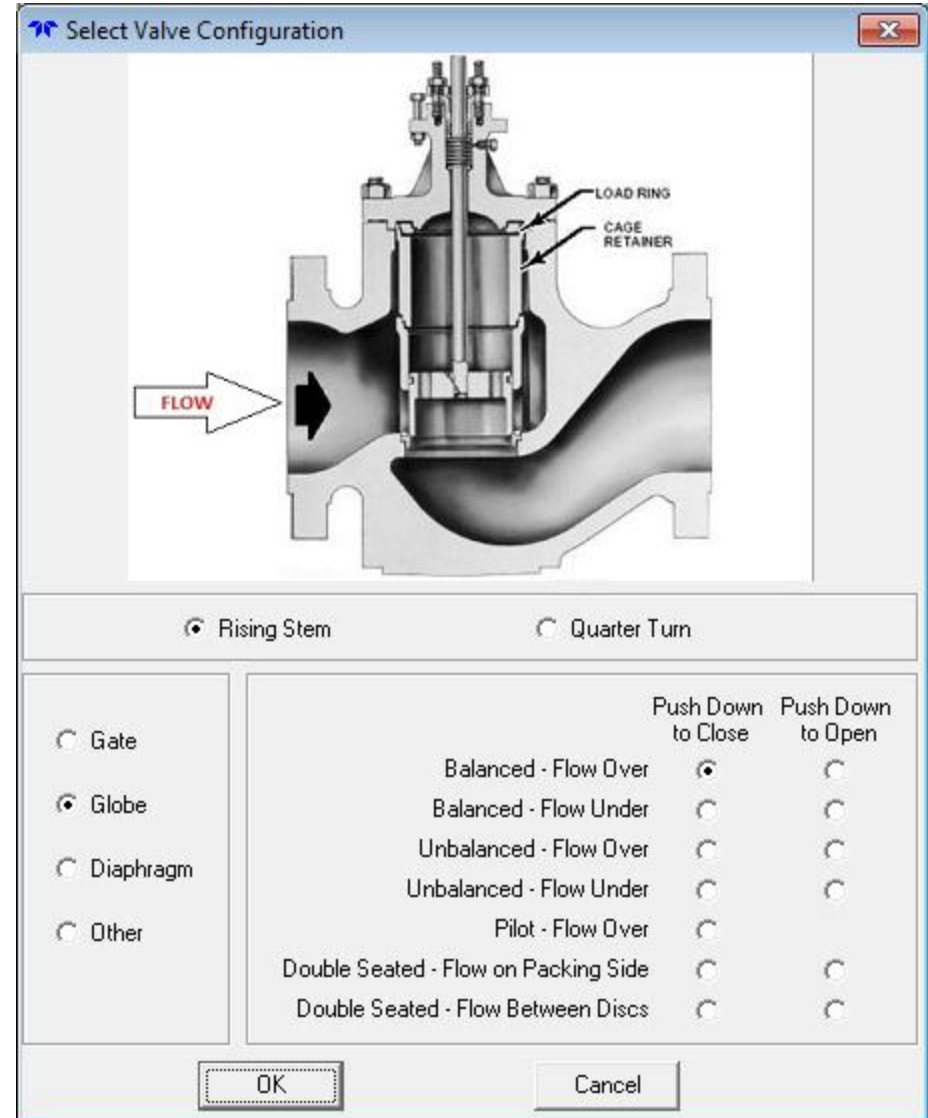 Select Valve Configuration
LOAD RING
CAGE
RETAINER
FLOW
Rising Stem
Quarter Turn
Gate
Globe
Diaphragm
Other
Push Down Push Down
to Close to Open
Balanced - Flow Over
Balanced - Flow Under
Unbalanced - Flow Over
Unbalanced - Flow Under
Pilot - Flow Over
Double Seated - Flow on Packing Side
Double Seated - Flow Between Discs
OK
Cancel